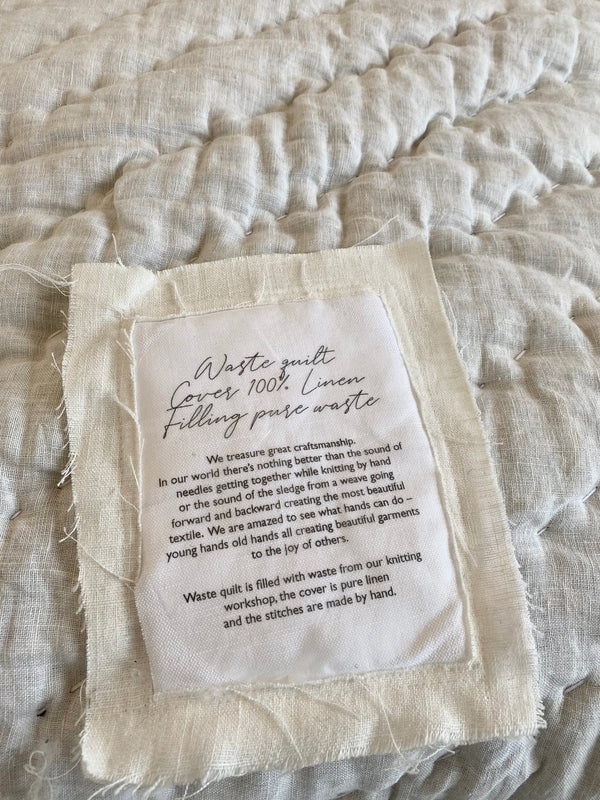 Waste quilt
Cover 100% Linen
Filling pure waste
We treasure great craftsmanship.
In our world there's nothing better than the sound of
needles getting together while knitting by hand
or the sound of the sledge from a weave going
forward and backward creating the most beautiful
textile. We are amazed to see what hands can do –
young hands old hands all creating beautiful garments
to the joy of others.
Waste quilt is filled with waste from our knitting
workshop, the cover is pure linen
and the stitches are made by hand.